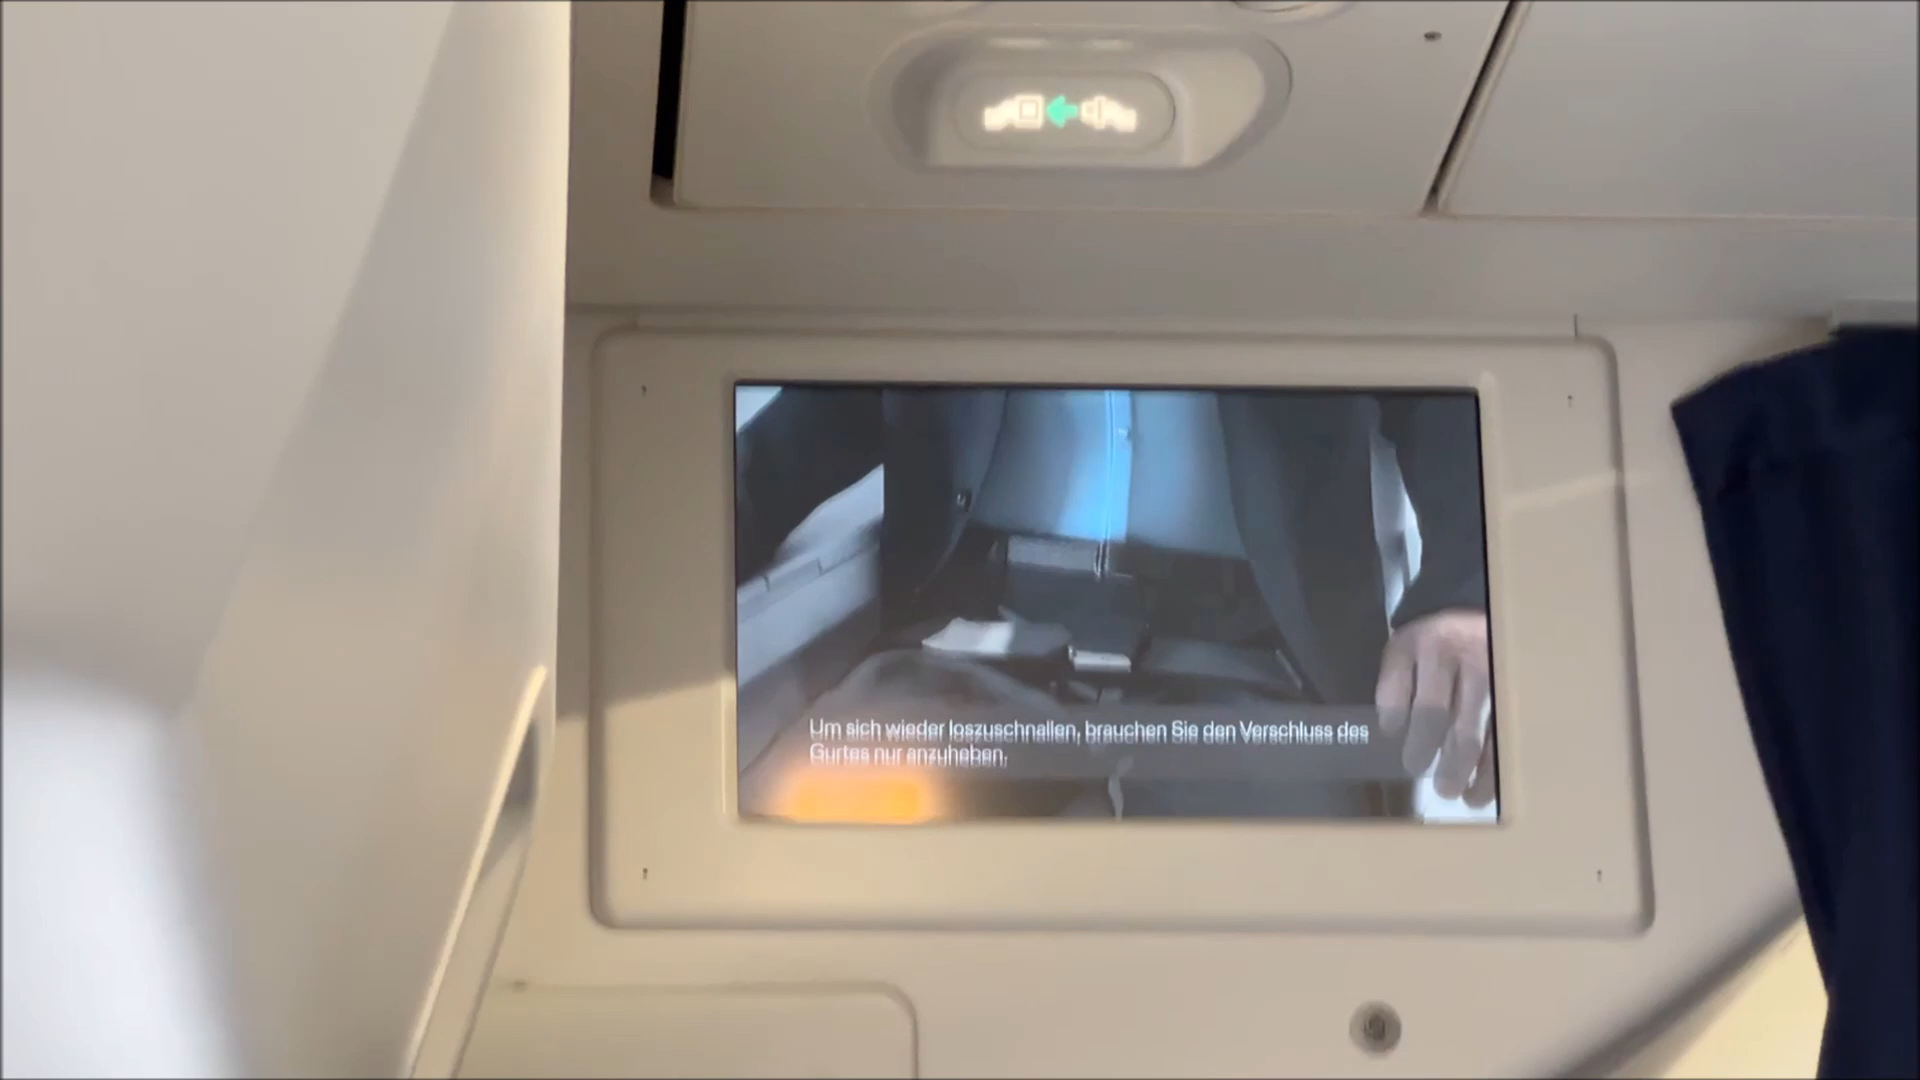 Um sich wieder loszuschnallen, brauchen Sie den Verschluss des
Gurtes nur anzuheben.